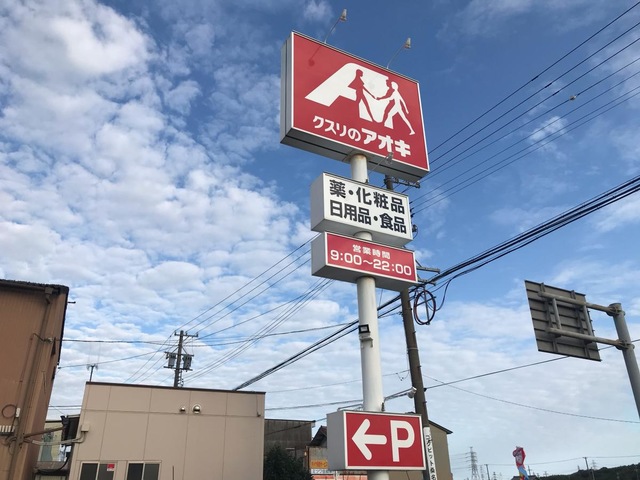 クスリのアオキ
薬・化粧品
日用品・食品
営業時間
9:00〜22:00
←P